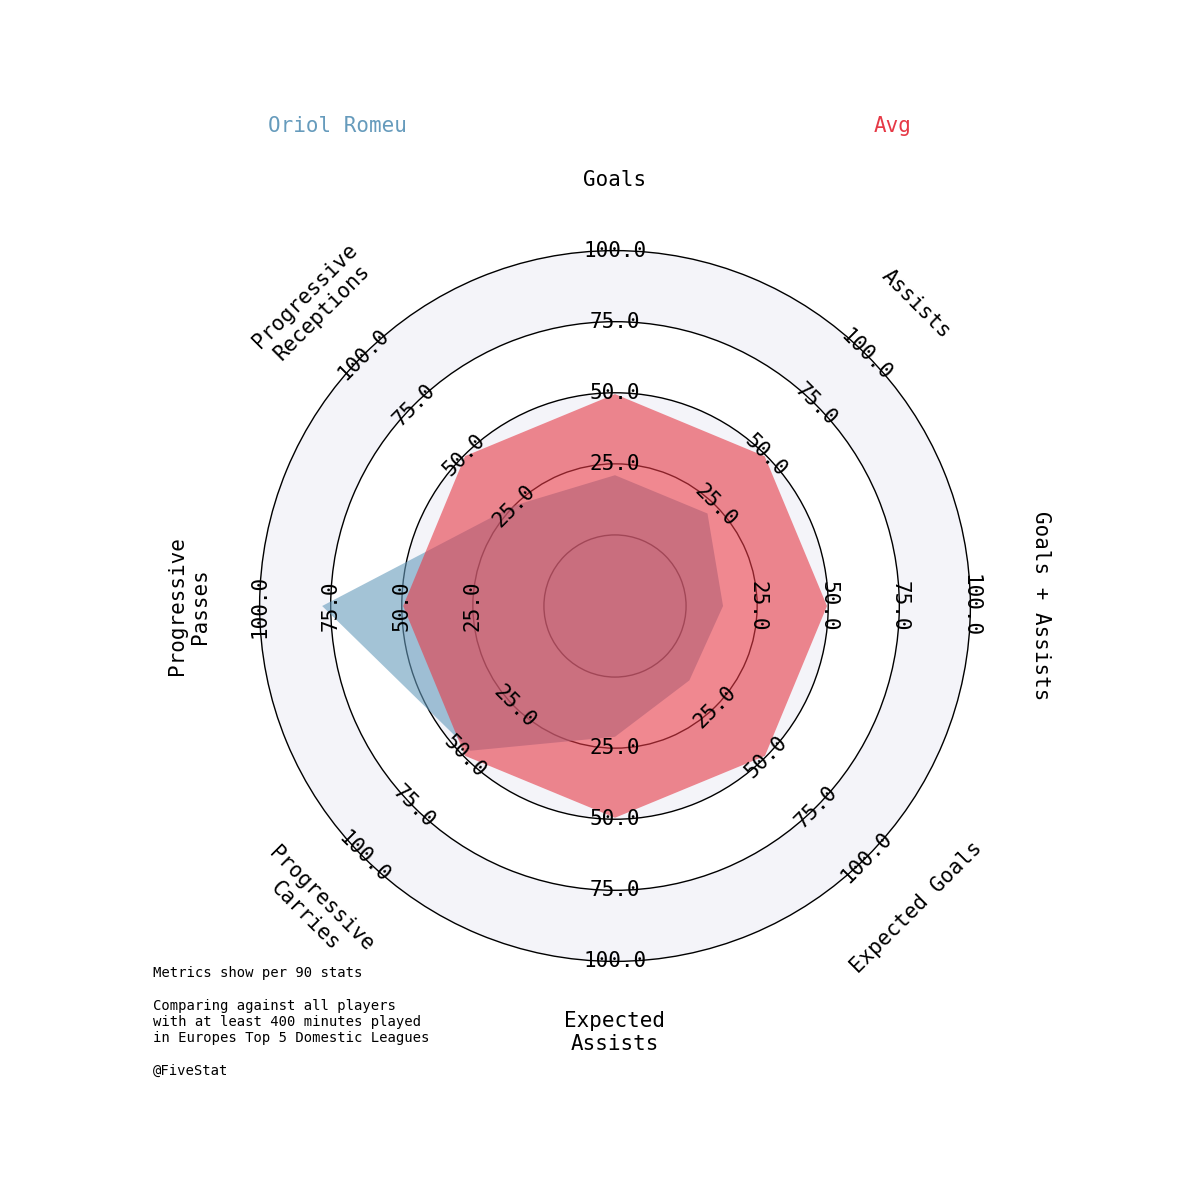 Oriol Romeu
Avg
Goals
Assists
Goals + Assists
Expected Goals
Expected
Assists
Progressive
Carries
Progressive
Passes
Progressive
Receptions
25.0
50.0
75.0
100.0
25.0
50.0
75.0
100.0
25.0
50.0
75.0
100.0
25.0
50.0
75.0
100.0
25.0
50.0
75.0
100.0
25.0
50.0
75.0
100.0
25.0
50.0
75.0
100.0
25.0
50.0
75.0
100.0
Metrics show per 90 stats
Comparing against all players
with at least 400 minutes played
in Europes Top 5 Domestic Leagues
@FiveStat